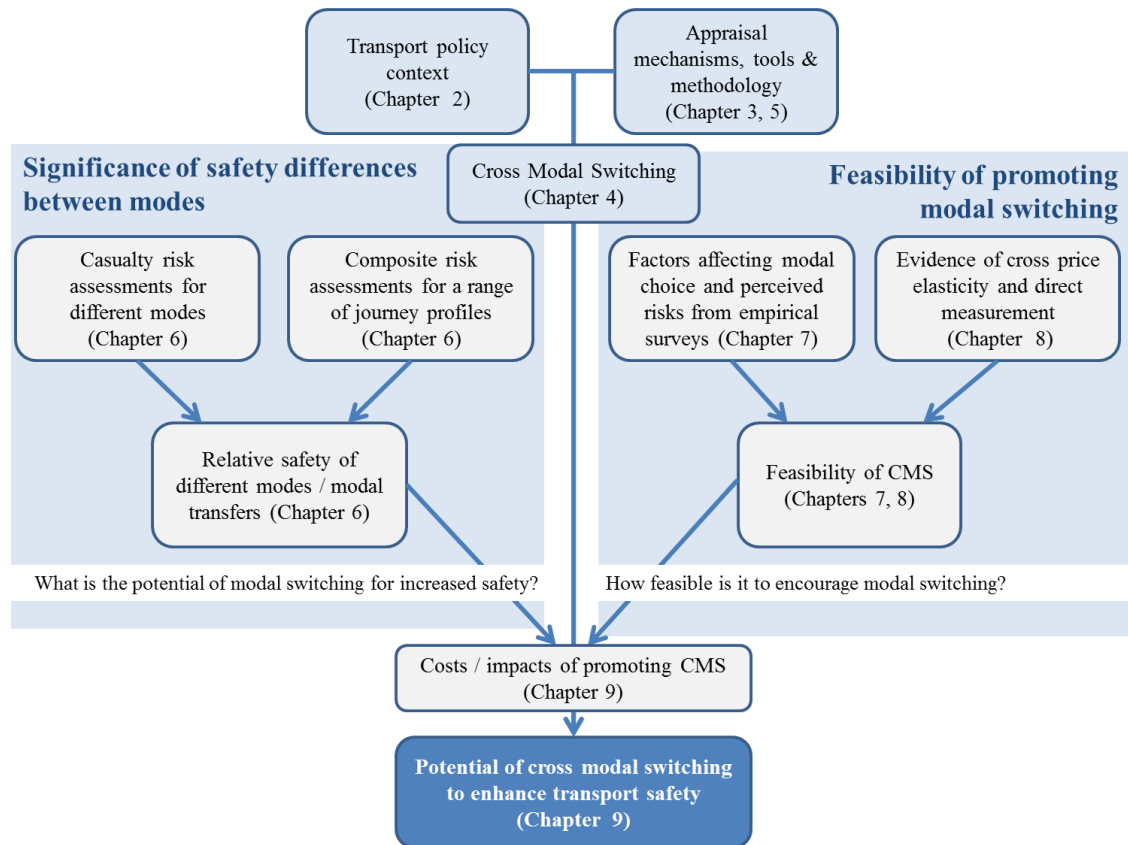 Transport policy
context
(Chapter 2)
Appraisal
mechanisms, tools &
methodology
(Chapter 3, 5)
Significance of safety differences
between modes
Cross Modal Switching
(Chapter 4)
Feasibility of promoting
modal switching
Casualty risk
assessments for
different modes
(Chapter 6)
Composite risk
assessments for a range
of journey profiles
(Chapter 6)
Factors affecting modal
choice and perceived
risks from empirical
surveys (Chapter 7)
Evidence of cross price
elasticity and direct
measurement
(Chapter 8)
Relative safety of
different modes / modal
transfers (Chapter 6)
Feasibility of CMS
(Chapters 7, 8)
What is the potential of modal switching for increased safety?
How feasible is it to encourage modal switching?
Costs / impacts of promoting CMS
(Chapter 9)
Potential of cross modal switching
to enhance transport safety
(Chapter 9)